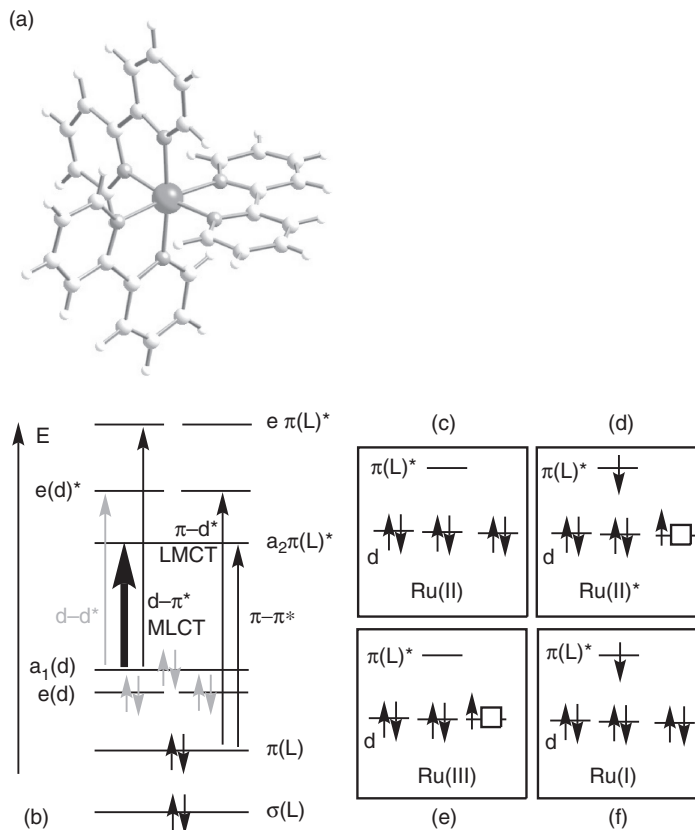 (a)
E
e π(L)*
e(d)*
π–d*
LMCT
a₂π(L)*
d–d*
d–π*
MLCT
π–π*
a₁(d)
e(d)
π(L)
(b)
σ(L)
(c)
π(L)*
d
Ru(II)
(d)
π(L)*
d
Ru(II)*
π(L)*
d
Ru(III)
(e)
π(L)*
d
Ru(I)
(f)